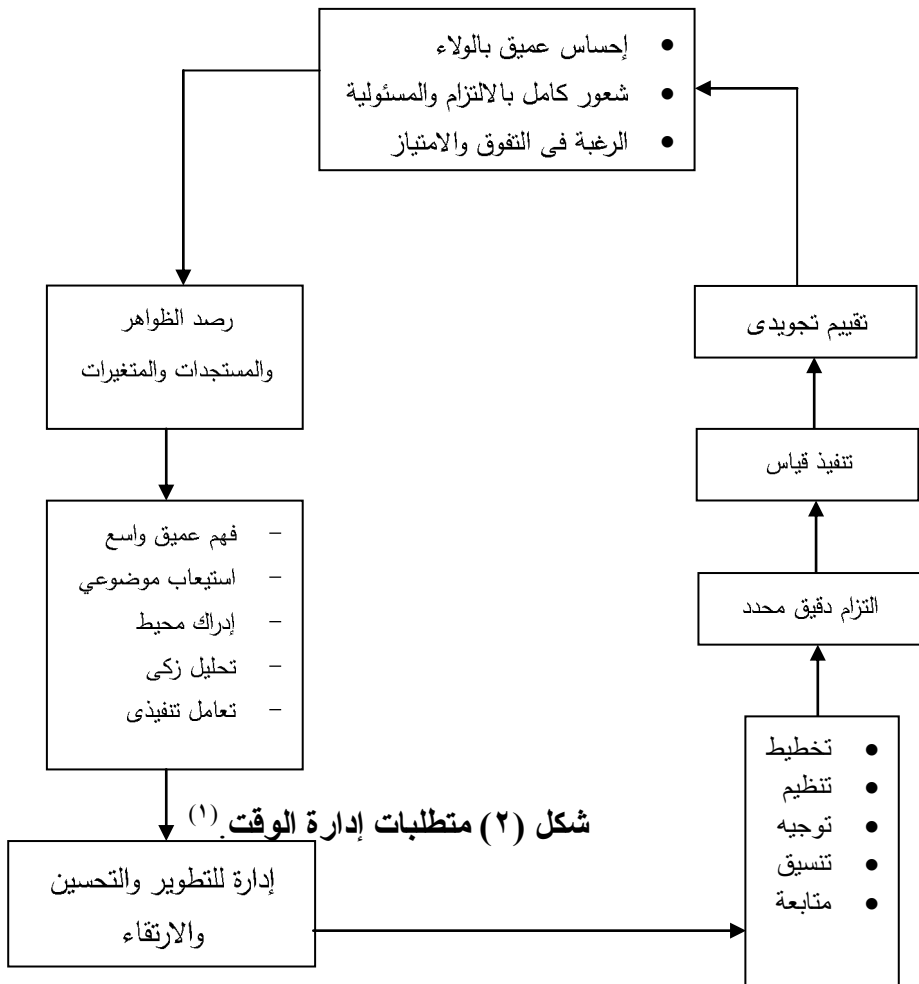 • إحساس عميق بالولاء
• شعور كامل بالالتزام والمسئولية
• الرغبة فى التفوق والامتياز
رصد الظواهر
والمستجدات والمتغيرات
– فهم عميق واسع
– استيعاب موضوعي
– إدراك محيط
– تحليل زكى
– تعامل تنفيذى
إدارة للتطوير والتحسين
والارتقاء
• تخطيط
• تنظيم
• توجيه
• تنسيق
• متابعة
التزام دقيق محدد
تنفيذ قياس
تقييم تجويدى
شكل (٢) متطلبات إدارة الوقت.(١)